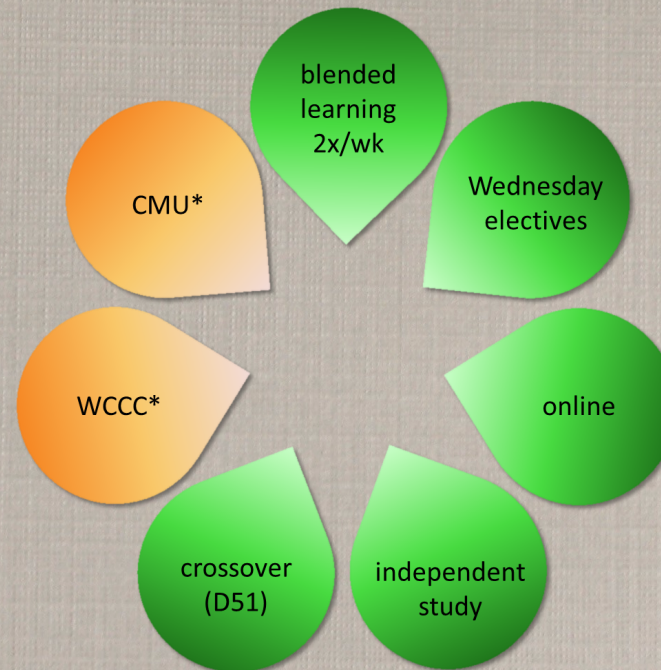 blended
learning
2x/wk
Wednesday
electives
online
independent
study
crossover
(D51)
WCCC*
CMU*